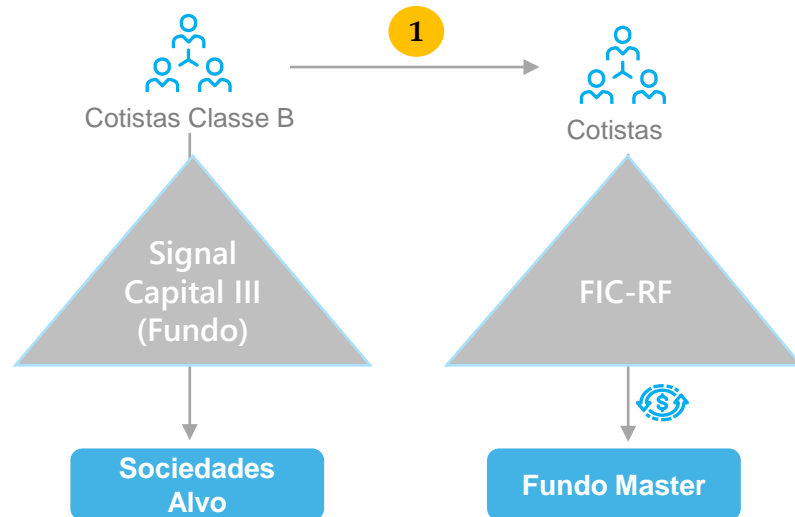 1
Cotistas Classe B
Cotistas
Signal
Capital III
(Fundo)
FIC-RF
$
Sociedades
Alvo
Fundo Master